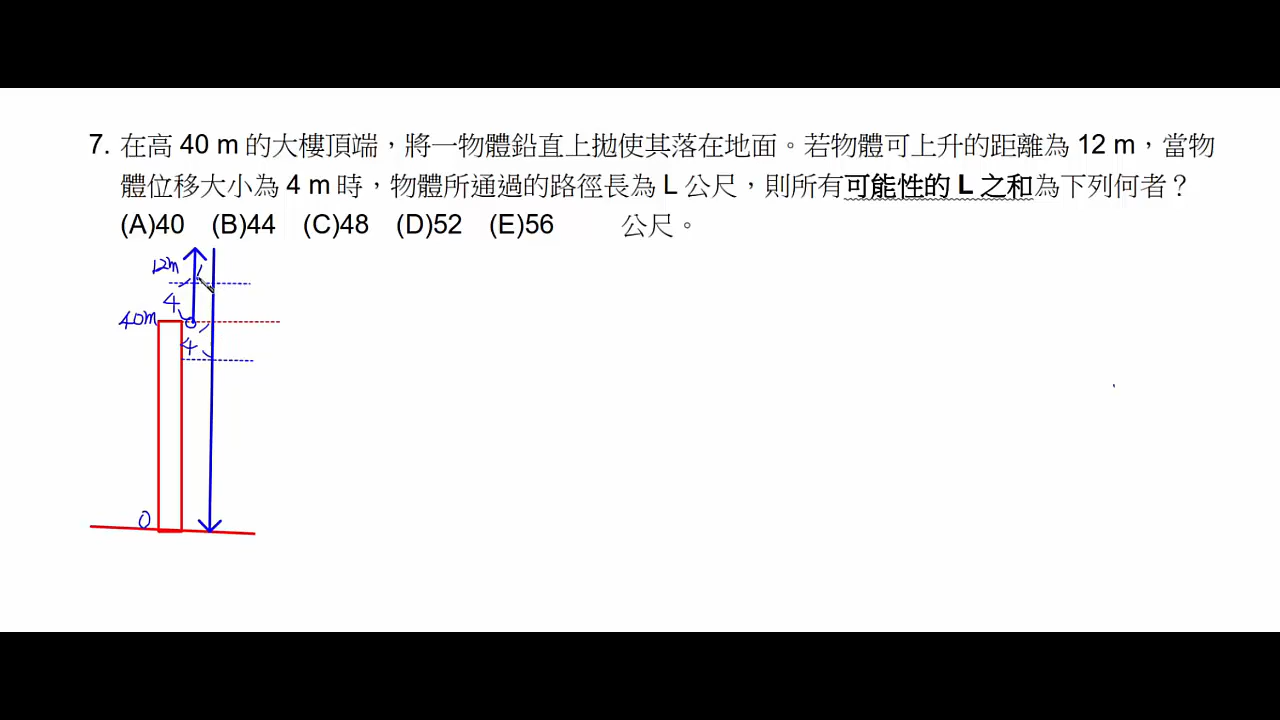 7. 在高 40 m 的大樓頂端，將一物體鉛直上拋使其落在地面。若物體可上升的距離為 12 m，當物
體位移大小為 4 m 時，物體所通過的路徑長為 L 公尺，則所有可能性的 L 之和為下列何者？
(A)40 (B)44 (C)48 (D)52 (E)56 公尺。
12m
4
40m
4
0